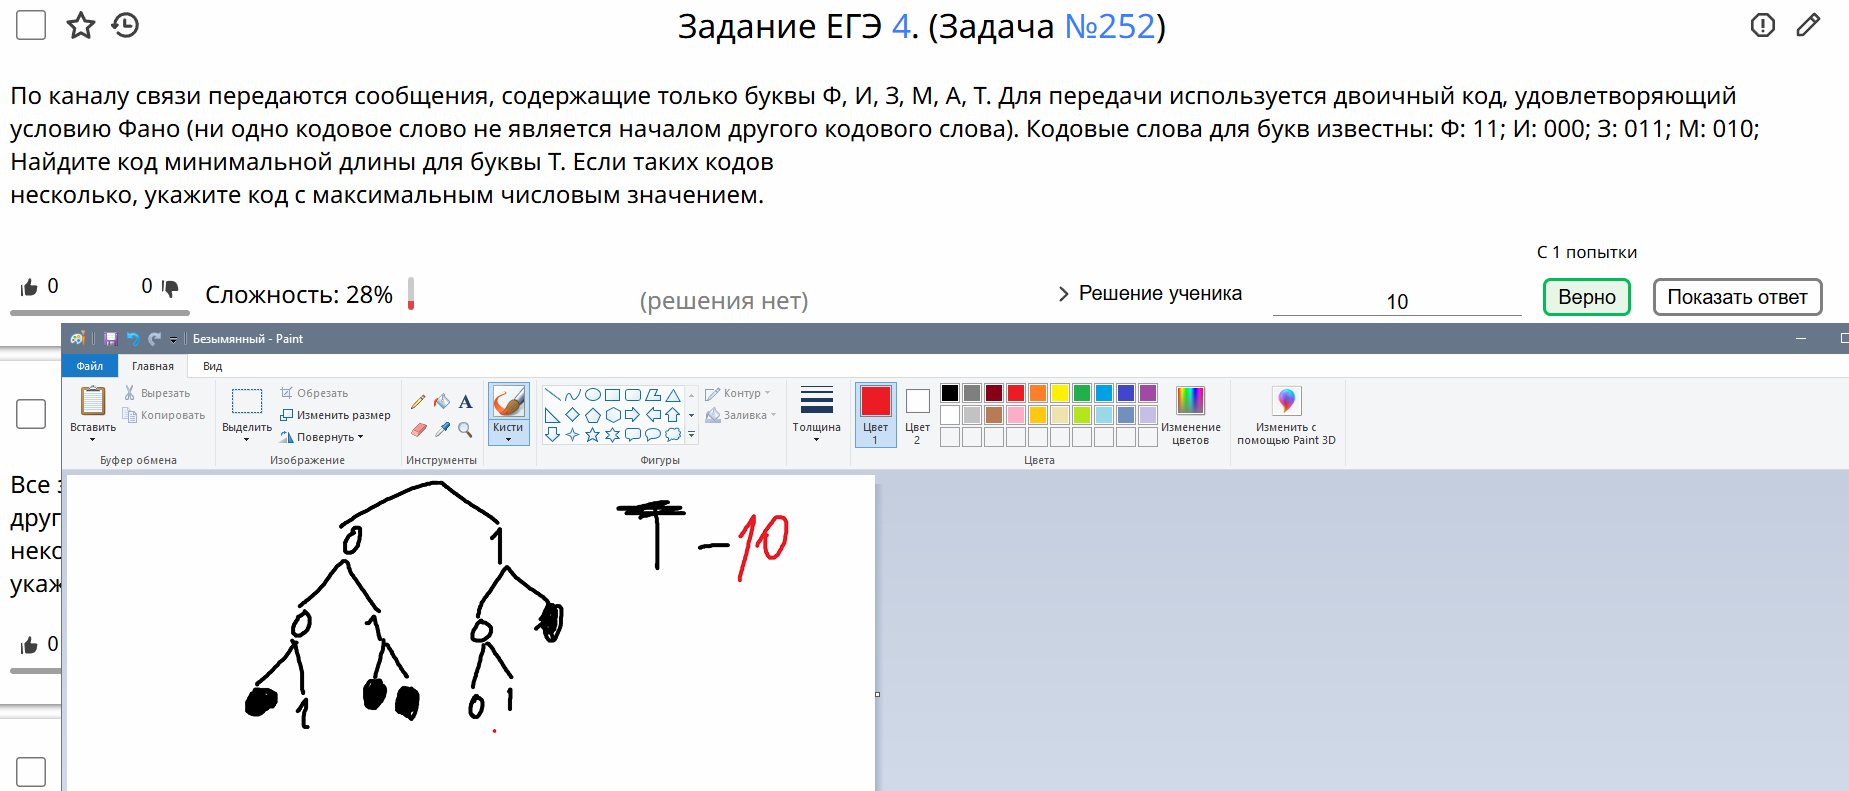 Задание ЕГЭ 4. (Задача №252)
По каналу связи передаются сообщения, содержащие только буквы Ф, И, З, М, А, Т. Для передачи используется двоичный код, удовлетворяющий
условию Фано (ни одно кодовое слово не является началом другого кодового слова). Кодовые слова для букв известны: Ф: 11; И: 000; З: 011; М: 010;
Найдите код минимальной длины для буквы Т. Если таких кодов
несколько, укажите код с максимальным числовым значением.
С 1 попытки
0 0 Сложность: 28% (решения нет) Решение ученика 10 Верно Показать ответ
Безымянный - Paint
Файл Главная Вид
Вставить Вырезать Копировать
Буфер обмена
Выделить Обрезать Изменить размер Повернуть
Изображение
A
Инструменты
Кисти
Контур Заливка
Фигуры
Толщина
Цвет 1
Цвет 2
Изменение цветов
Цвета
Изменить с помощью Paint 3D
Все
друг
неко
укаж
0
0 1
T - 10
0 1 0
1 0 1